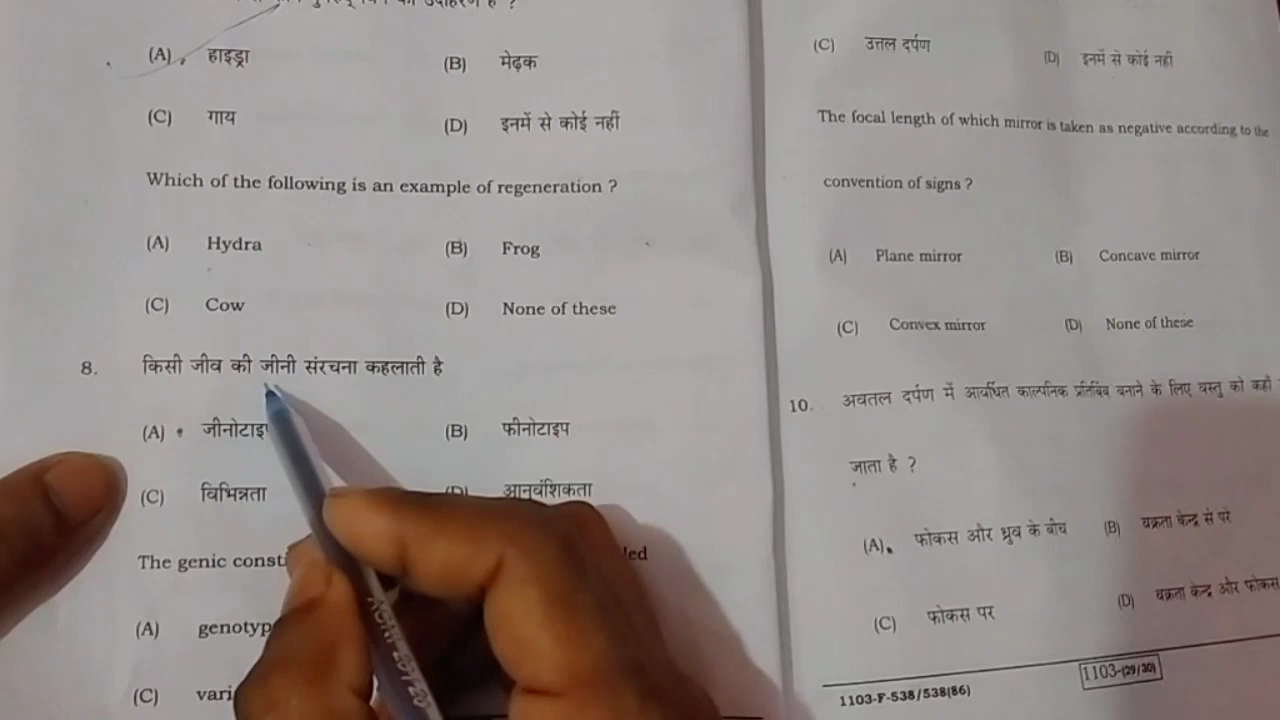 उदाहरण है ?
(A) हाइड्रा (B) मेढ़क
(C) गाय (D) इनमें से कोई नहीं
Which of the following is an example of regeneration ?
(A) Hydra (B) Frog
(C) Cow (D) None of these
8. किसी जीव की जीनी संरचना कहलाती है
(A) जीनोटाइप (B) फीनोटाइप
(C) विभिन्नता (D) आनुवंशिकता
The genic
(A)
(C)
(C) उत्तल दर्पण (D) इनमें से कोई नहीं
The focal length of which mirror is taken as negative according to the
convention of signs ?
(A) Plane mirror (B) Concave mirror
(C) Convex mirror (D) None of these
10. अवतल दर्पण में आवर्धित काल्पनिक प्रतिबिंब बनाने के लिए वस्तु को कहाँ
जाता है ?
(A) फोकस और ध्रुव के बीच (B) वक्रता केन्द्र से परे
(C) फोकस पर (D) वक्रता केन्द्र और फोकस
1103-F-538/538(86) 1103-(29/30)